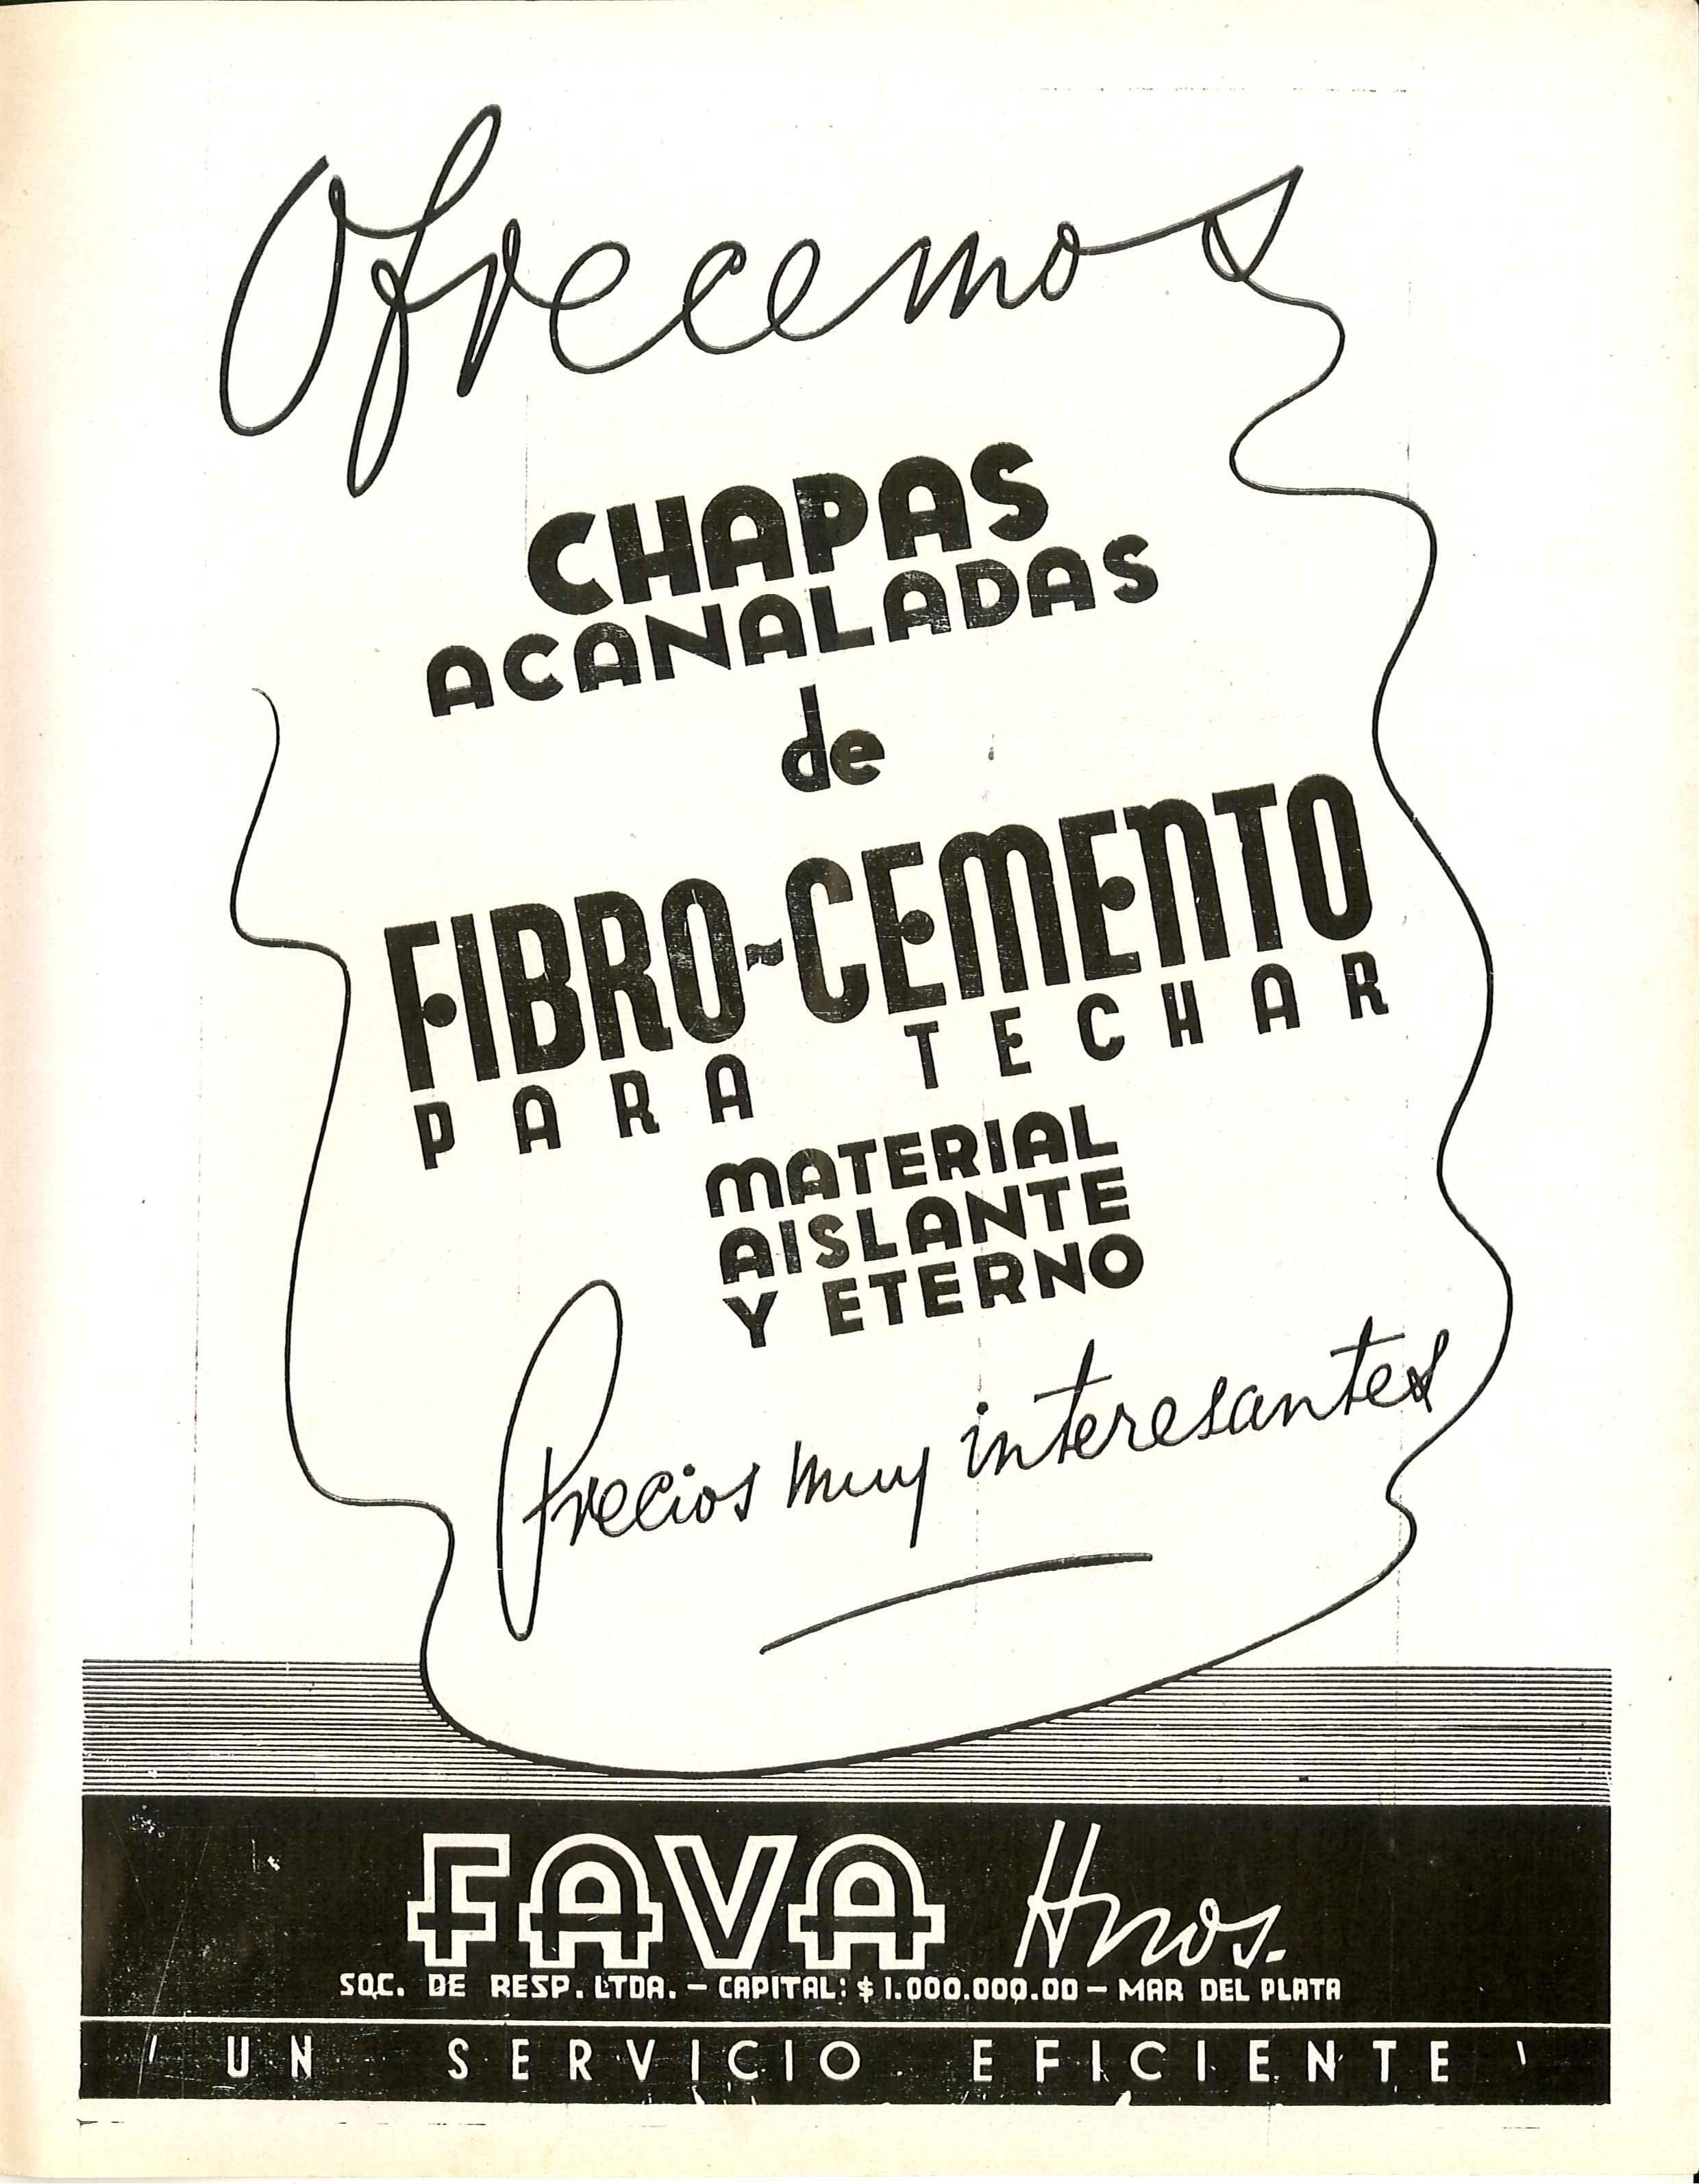 Ofrecemos
CHAPAS
ACANALADAS
de
FIBRO-CEMENTO
PARA TECHAR
MATERIAL
AISLANTE
Y ETERNO
Precios muy interesantes
FAVA Hnos.
SOC. DE RESP. LTDA. — CAPITAL: $ 1.000.000.00 — MAR DEL PLATA
UN SERVICIO EFICIENTE